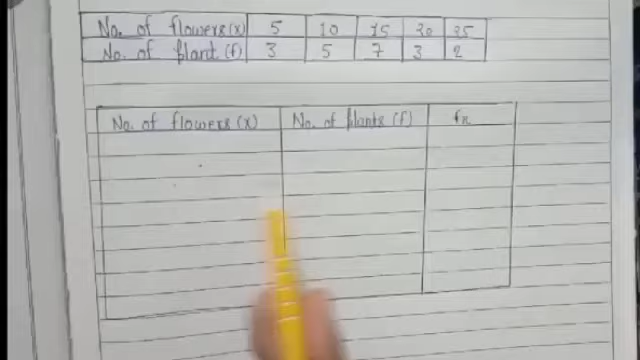 No. of flowers(x) 5 10 15 20 25
No. of plant (f) 3 5 7 3 2
No. of flowers (x) No. of plants (f) fx